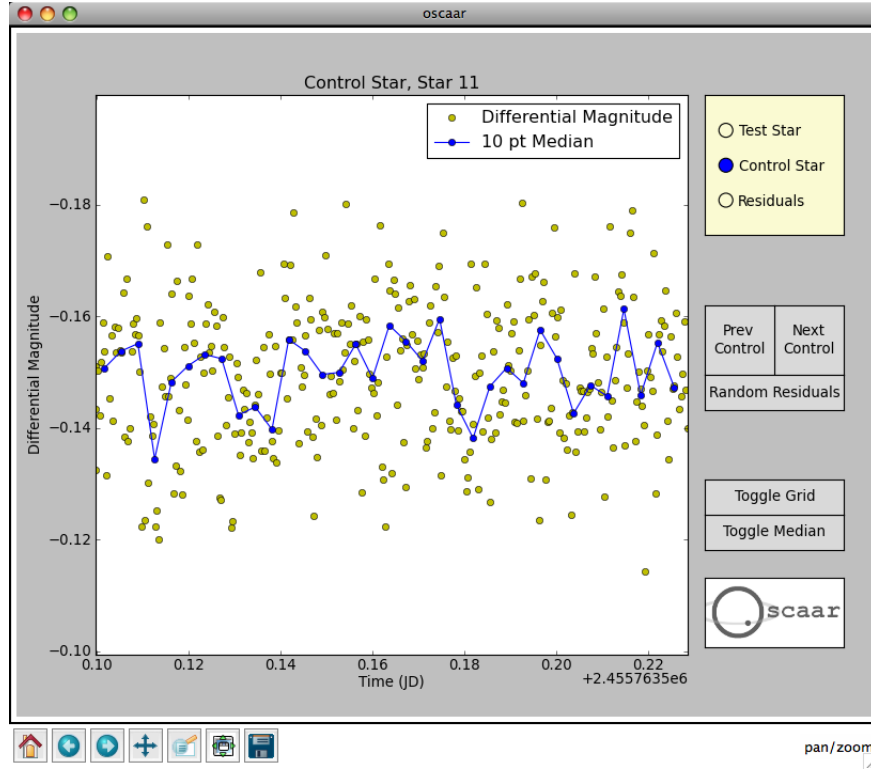 oscaar
Control Star, Star 11
Differential Magnitude
10 pt Median
Test Star
Control Star
Residuals
−0.18
−0.16
−0.14
−0.12
−0.10
Differential Magnitude
0.10 0.12 0.14 0.16 0.18 0.20 0.22
Time (JD)
+2.4557635e6
Prev
Control
Next
Control
Random Residuals
Toggle Grid
Toggle Median
Oscaar
pan/zoom